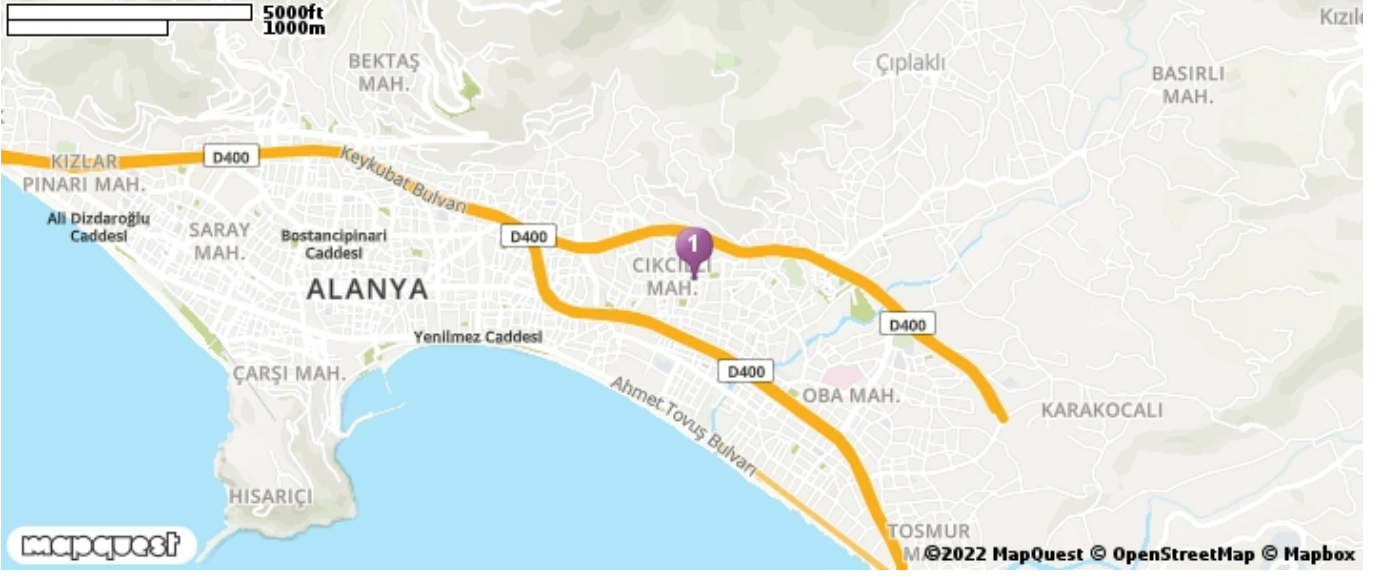 5000ft
1000m
BEKTAŞ
MAH.
Çıplaklı
BASIRLI
MAH.
KIZLAR
PINARI MAH.
D400
Keykubat Bulvarı
Ali Dizdaroğlu
Caddesi
SARAY
MAH.
Bostancipinari
Caddesi
D400
1
MAH.
ALANYA
D400
Yenilmez Caddesi
ÇARŞI MAH.
D400
Ahmet Tovuş Bulvarı
OBA MAH.
KARAKOCALI
HISARIÇI
TOSMUR
mapquest
©2022 MapQuest © OpenStreetMap © Mapbox